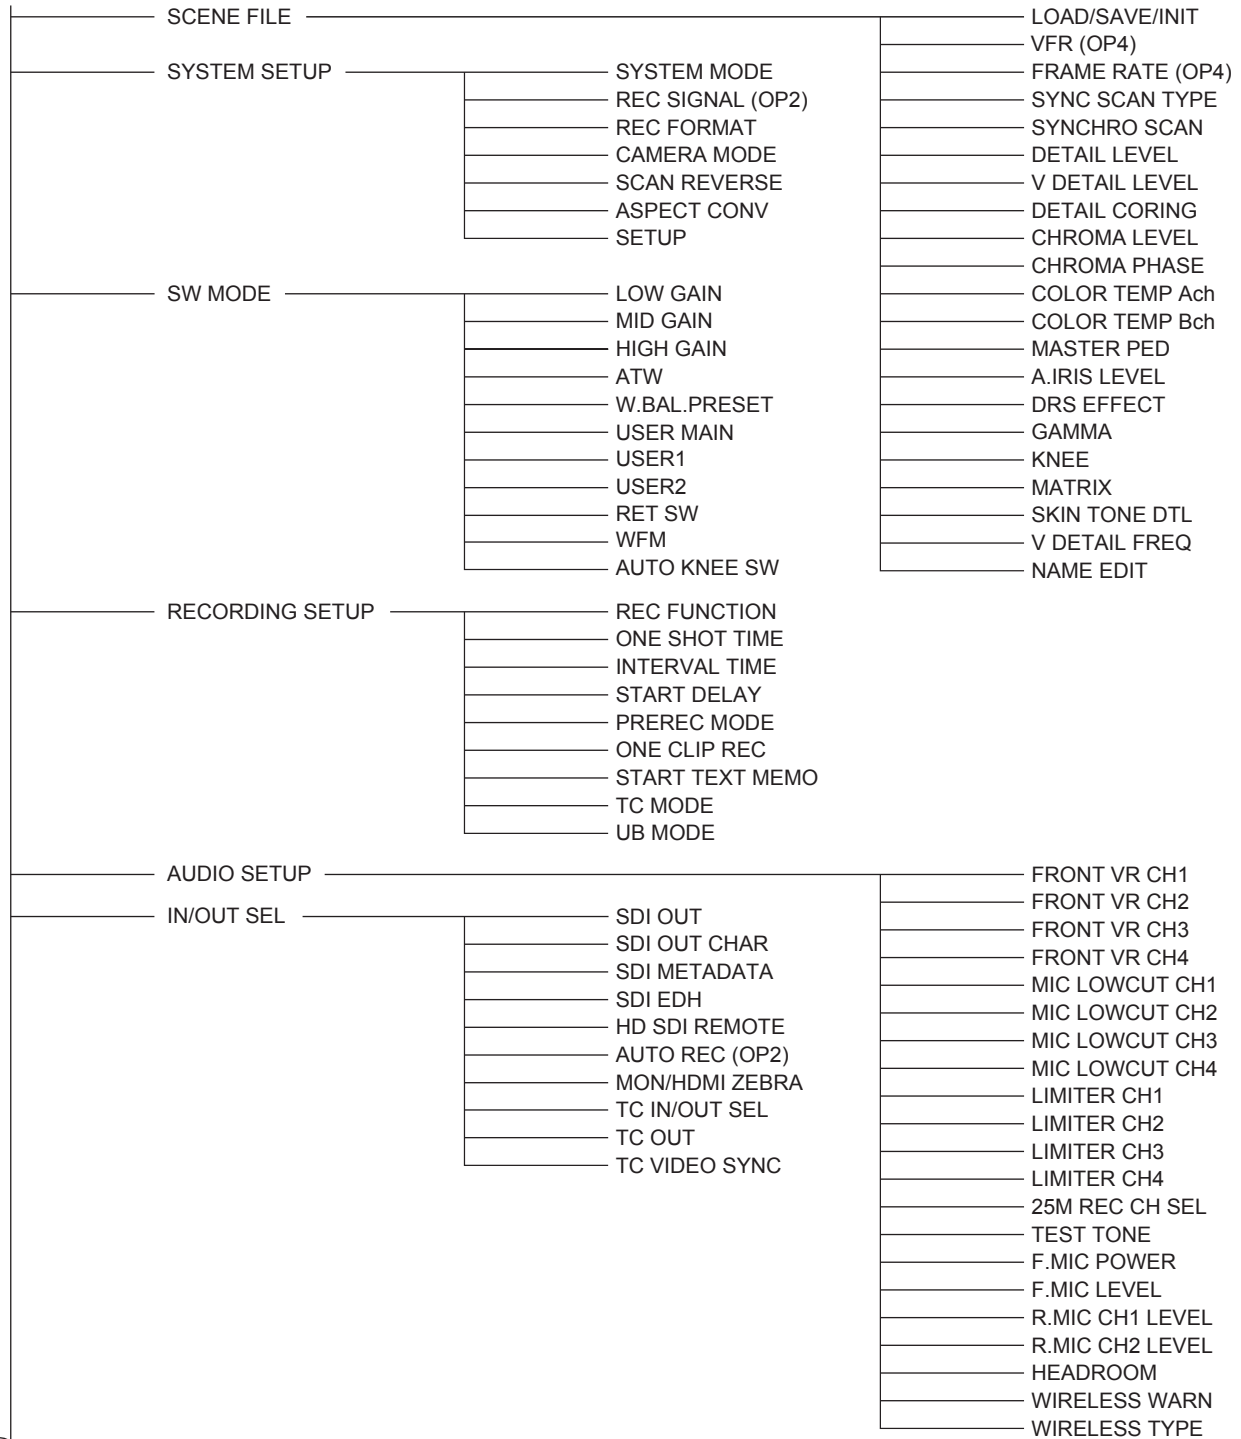 SCENE FILE
LOAD/SAVE/INIT
VFR (OP4)
FRAME RATE (OP4)
SYNC SCAN TYPE
SYNCHRO SCAN
DETAIL LEVEL
V DETAIL LEVEL
DETAIL CORING
CHROMA LEVEL
CHROMA PHASE
COLOR TEMP Ach
COLOR TEMP Bch
MASTER PED
A.IRIS LEVEL
DRS EFFECT
GAMMA
KNEE
MATRIX
SKIN TONE DTL
V DETAIL FREQ
NAME EDIT
SYSTEM SETUP
SYSTEM MODE
REC SIGNAL (OP2)
REC FORMAT
CAMERA MODE
SCAN REVERSE
ASPECT CONV
SETUP
SW MODE
LOW GAIN
MID GAIN
HIGH GAIN
ATW
W.BAL.PRESET
USER MAIN
USER1
USER2
RET SW
WFM
AUTO KNEE SW
RECORDING SETUP
REC FUNCTION
ONE SHOT TIME
INTERVAL TIME
START DELAY
PREREC MODE
ONE CLIP REC
START TEXT MEMO
TC MODE
UB MODE
AUDIO SETUP
FRONT VR CH1
FRONT VR CH2
FRONT VR CH3
FRONT VR CH4
MIC LOWCUT CH1
MIC LOWCUT CH2
MIC LOWCUT CH3
MIC LOWCUT CH4
LIMITER CH1
LIMITER CH2
LIMITER CH3
LIMITER CH4
25M REC CH SEL
TEST TONE
F.MIC POWER
F.MIC LEVEL
R.MIC CH1 LEVEL
R.MIC CH2 LEVEL
HEADROOM
WIRELESS WARN
WIRELESS TYPE
IN/OUT SEL
SDI OUT
SDI OUT CHAR
SDI METADATA
SDI EDH
HD SDI REMOTE
AUTO REC (OP2)
MON/HDMI ZEBRA
TC IN/OUT SEL
TC OUT
TC VIDEO SYNC